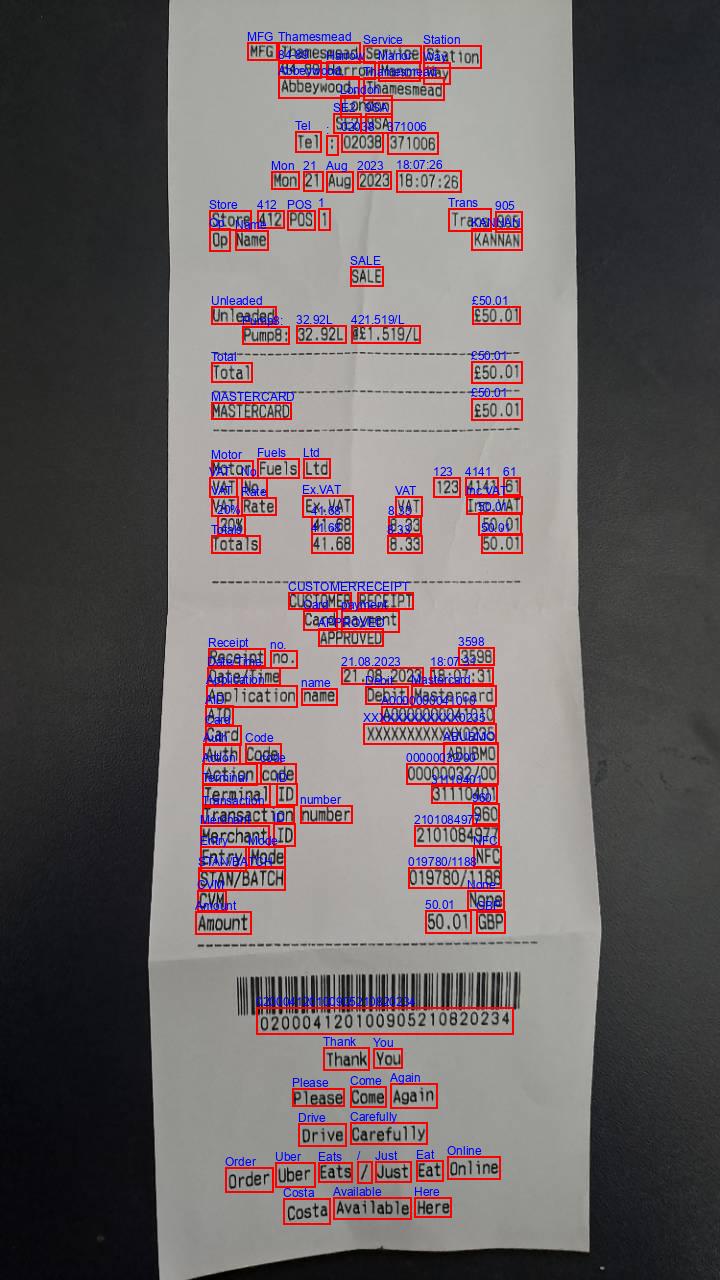 MFG Thamesmead Service Station
84-89 Harrow Manor Way
Abbeywood Thamesmead
London
SE2 9SA
Tel : 02038 371006
Mon 21 Aug 2023 18:07:26
Store 412 POS 1 Trans 905
Op Name KANNAN
SALE
Unleaded £50.01
Pump8: 32.92L @£1.519/L
Total £50.01
MASTERCARD £50.01
Motor Fuels Ltd
VAT No. 123 4141 61
VAT Rate Ex.VAT VAT Inc.VAT
20% 41.68 8.33 50.01
Totals 41.68 8.33 50.01
CUSTOMER RECEIPT
Card payment
APPROVED
Receipt no. 3598
Date/Time 21.08.2023 18:07:31
Application name Debit Mastercard
AID A0000000041010
Card XXXXXXXXXXXX0235
Auth Code ABUBMO
Action code 00000032/00
Terminal ID 31110401
Transaction number 960
Merchant ID 2101084977
Entry Mode NFC
STAN/BATCH 019780/1188
CVM None
Amount 50.01 GBP
02000412010090521082023​4
Thank You
Please Come Again
Drive Carefully
Order Uber Eats / Just Eat Online
Costa Available Here